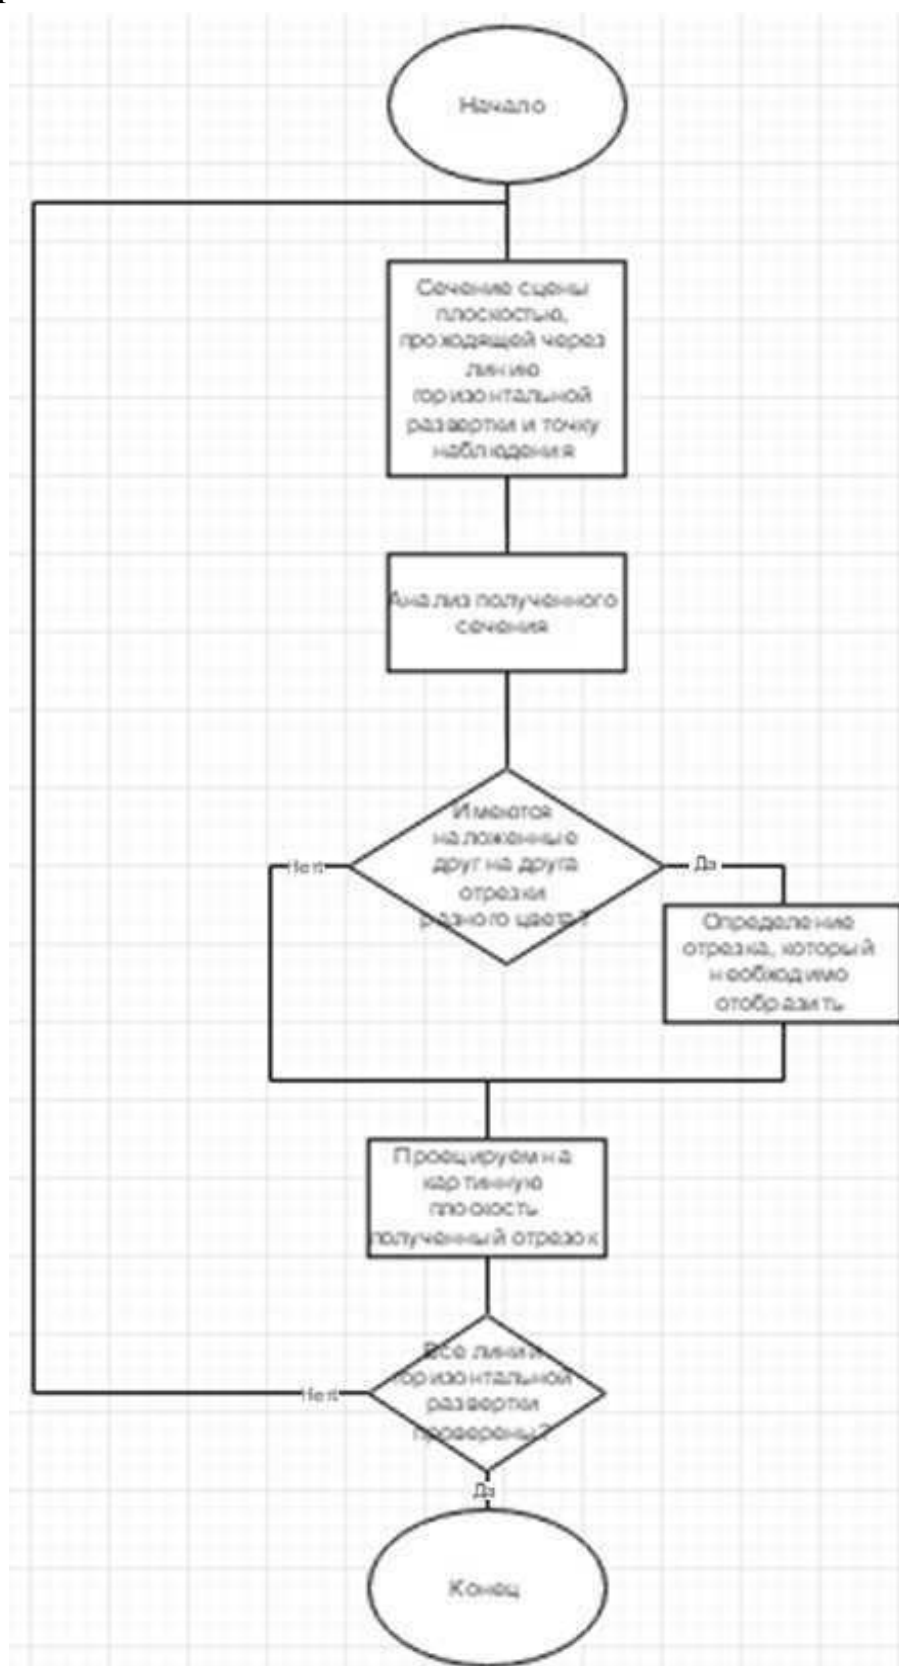 Начало
Сечение сцены
плоскостью,
проходящей через
линию
горизонтальной
развертки и точку
наблюдения
Анализ полученного
сечения
Имеются
наложенные
друг на друга
отрезки
разного цвета?
Нет
Да
Определение
отрезка, который
необходимо
отобразить
Проецируем на
картинную
плоскость
полученный отрезок
Все линии
горизонтальной
развертки
проверены?
Нет
Да
Конец